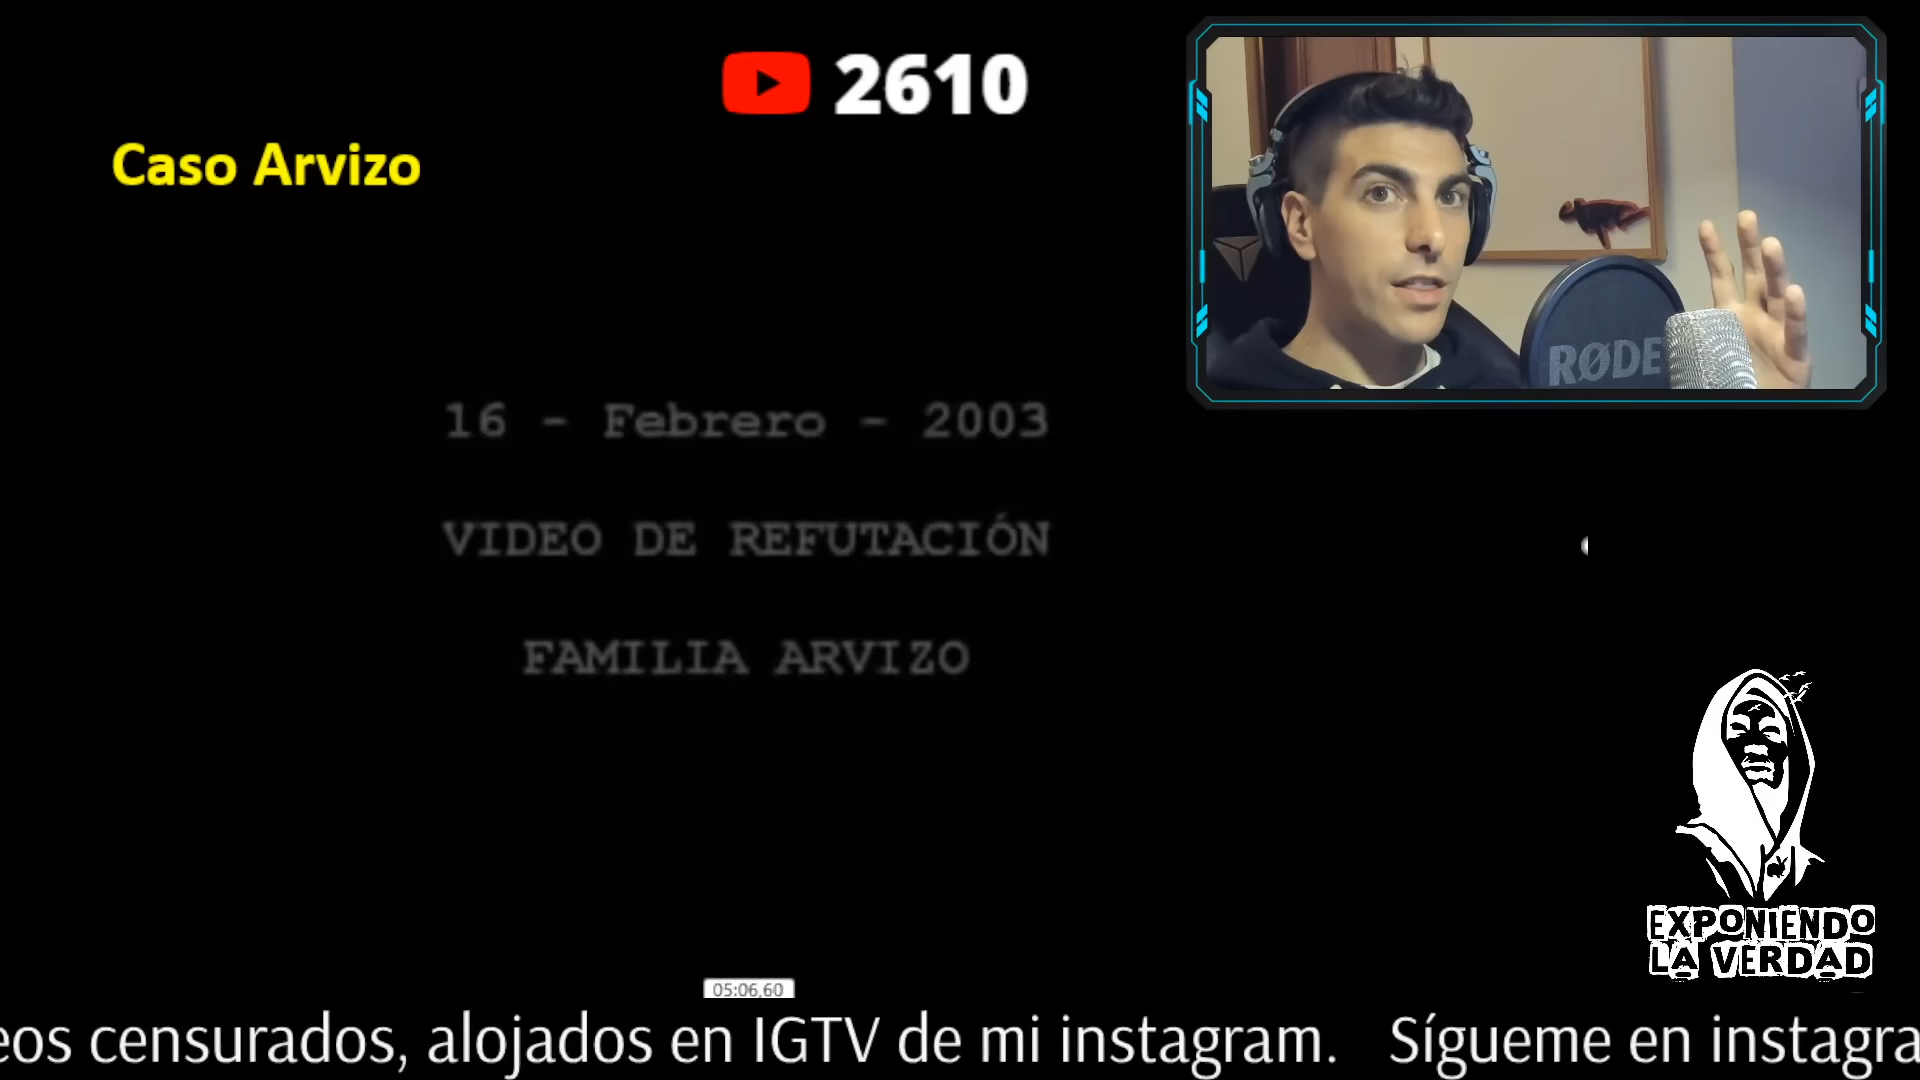 2610
Caso Arvizo
RØDE
16 - Febrero - 2003
VIDEO DE REFUTACIÓN
FAMILIA ARVIZO
EXPONIENDO
LA VERDAD
05:06,60
eos censurados, alojados en IGTV de mi instagram. Sígueme en instagra